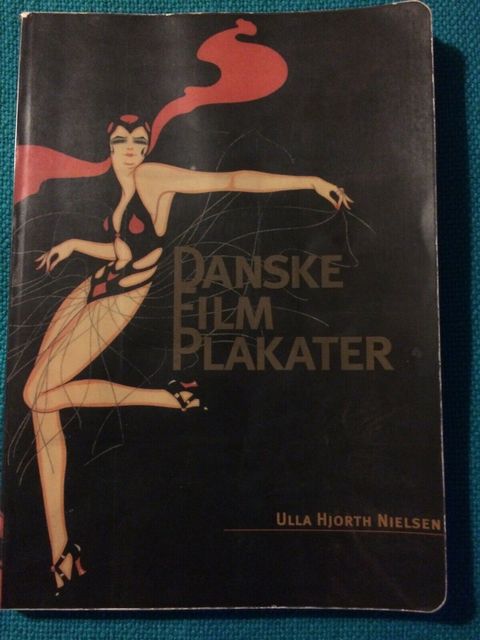 DANSKE
FILM
PLAKATER
ULLA HJORTH NIELSEN